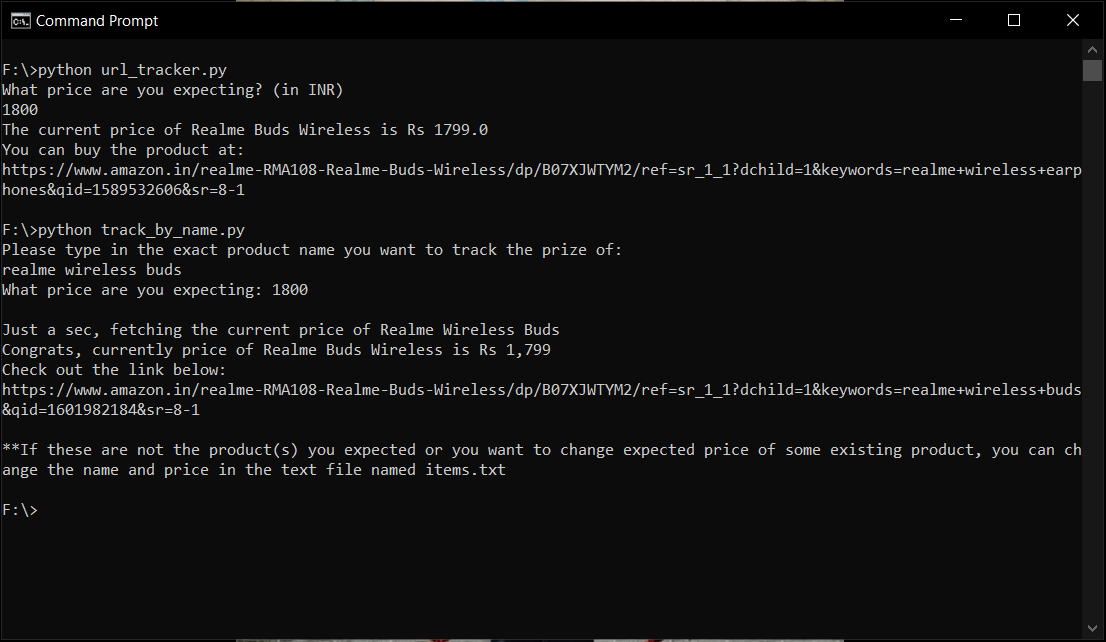 Command Prompt
F:\>python url_tracker.py
What price are you expecting? (in INR)
1800
The current price of Realme Buds Wireless is Rs 1799.0
You can buy the product at:
https://www.amazon.in/realme-RMA108-Realme-Buds-Wireless/dp/B07XJWTYM2/ref=sr_1_1?dchild=1&keywords=realme+wireless+earp
hones&qid=1589532606&sr=8-1
F:\>python track_by_name.py
Please type in the exact product name you want to track the prize of:
realme wireless buds
What price are you expecting: 1800
Just a sec, fetching the current price of Realme Wireless Buds
Congrats, currently price of Realme Buds Wireless is Rs 1,799
Check out the link below:
https://www.amazon.in/realme-RMA108-Realme-Buds-Wireless/dp/B07XJWTYM2/ref=sr_1_1?dchild=1&keywords=realme+wireless+buds
&qid=1601982184&sr=8-1
**If these are not the product(s) you expected or you want to change expected price of some existing product, you can ch
ange the name and price in the text file named items.txt
F:\>